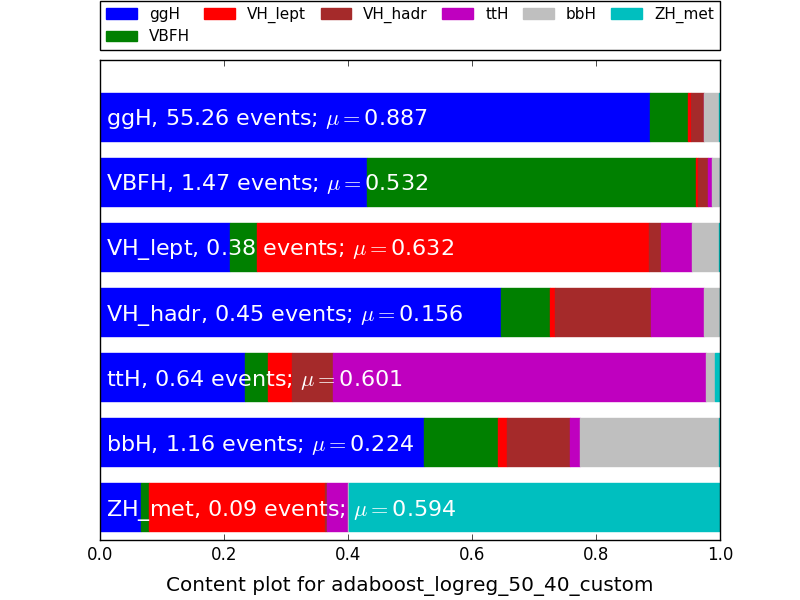 ggH VH_lept VH_hadr ttH bbH ZH_met
VBFH
ggH, 55.26 events; μ = 0.887
VBFH, 1.47 events; μ = 0.532
VH_lept, 0.38 events; μ = 0.632
VH_hadr, 0.45 events; μ = 0.156
ttH, 0.64 events; μ = 0.601
bbH, 1.16 events; μ = 0.224
ZH_met, 0.09 events; μ = 0.594
0.0 0.2 0.4 0.6 0.8 1.0
Content plot for adaboost_logreg_50_40_custom